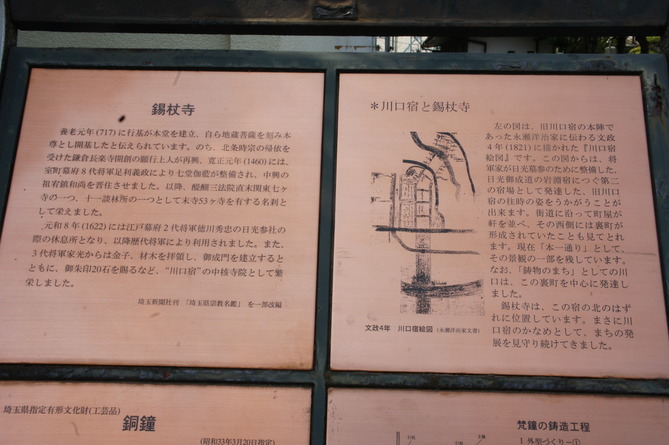 錫杖寺
養老元年(717)に行基が本堂を建立、自ら地蔵菩薩を刻み本
尊とし開基したと伝えられています。のち、北条時宗の帰依を
受けた鎌倉長楽寺開創の願行上人が再興、寛正元年(1460)には、
室町幕府8代将軍足利義政により七堂伽藍が整備され、中興の
祖宥鎮和尚を晋住させました。以降、醍醐三法院直末関東七ヶ
寺の一つ、十一談林所の一つとして末寺53ヶ寺を有する名刹と
して栄えました。
元和8年(1622)には江戸幕府2代将軍徳川秀忠の日光参社の
際の休息所となり、以降歴代将軍により利用されました。また、
3代将軍家光からは金子、材木を拝領し、御成門を建立すると
ともに、御朱印20石を賜るなど、“川口宿”の中核寺院として繁
栄しました。
埼玉新聞社刊 「埼玉県宗教名鑑」 を一部改編
＊川口宿と錫杖寺
左の図は、旧川口宿の本陣で
あった永瀬洋治家に伝わる文政
4年(1821)に描かれた『川口宿
絵図』です。この図からは、将
軍家が日光墓参のために整備した、
日光御成道の岩淵宿につぐ第二
の宿場として発達した、旧川口
宿の往時の姿をうかがうことが
出来ます。街道に沿って町屋が
軒を並べ、その西側には裏町が
形成されていたことも見てとれ
ます。現在「本一通り」として、
その景観の一部を残しています。
なお、「鋳物のまち」としての川
口は、この裏町を中心に発達し
ました。
錫杖寺は、この宿の北のはず
れに位置しています。まさに川
口宿のかなめとして、まちの発
展を見守り続けてきました。
文政4年 川口宿絵図 (永瀬洋治家文書)
埼玉県指定有形文化財(工芸品)
銅鐘
(昭和33年3月20日指定)
梵鐘の鋳造工程
1 外型づくり－①